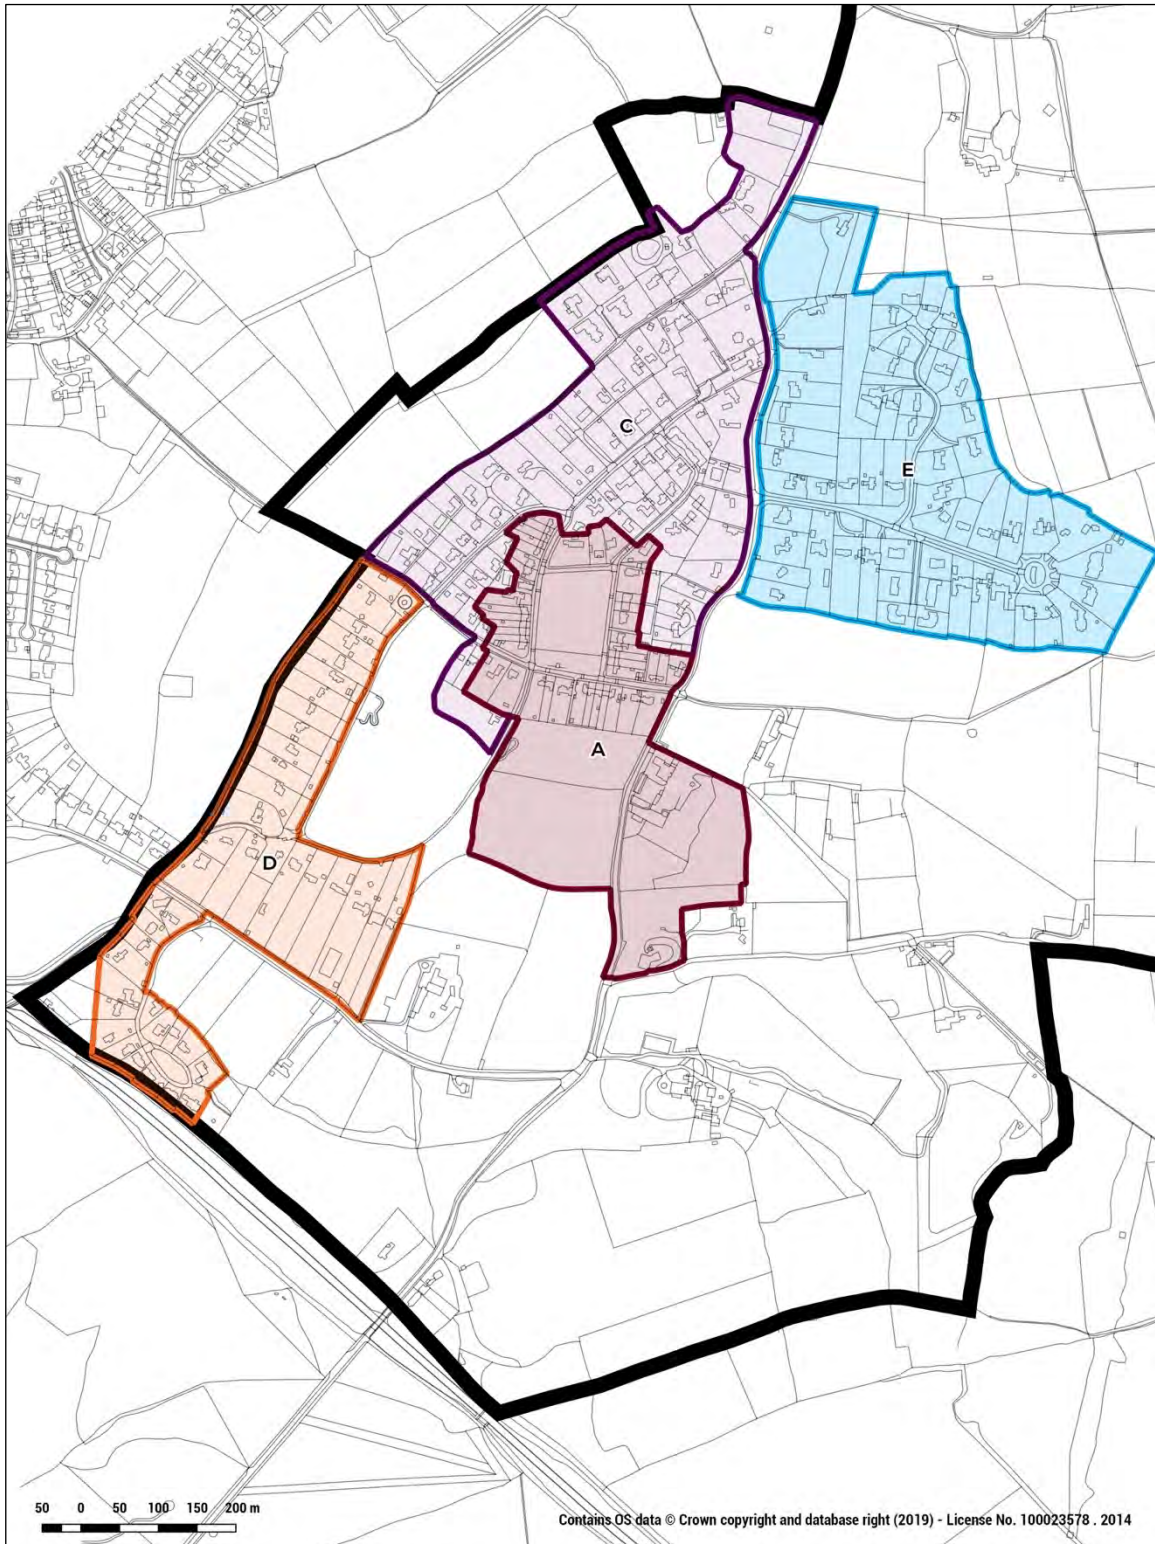 C
E
A
D
50 0 50 100 150 200 m
Contains OS data © Crown copyright and database right (2019) - License No. 100023578 . 2014